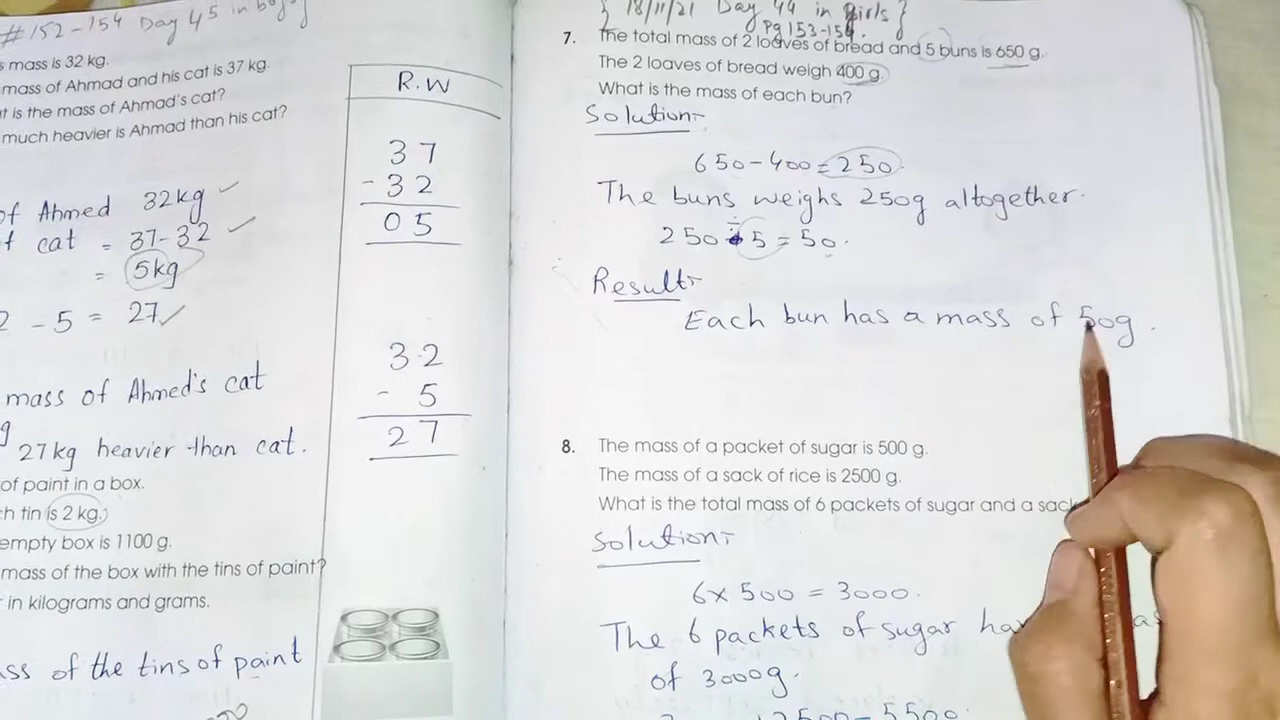 #152-154 Day 45 in boys
s mass is 32 kg.
mass of Ahmad and his cat is 37 kg.
t is the mass of Ahmad's cat?
much heavier is Ahmad than his cat?
of Ahmed 32kg
f cat = 37-32
= 5kg
2 - 5 = 27
mass of Ahmed's cat
g
27kg heavier than cat.
of paint in a box.
h tin is 2 kg.
empty box is 1100 g.
mass of the box with the tins of paint?
in kilograms and grams.
ss of the tins of paint
R.W
37
- 32
05
32
- 5
27
{ 18/11/21 Day 44 in girls }
Pg 153-154.
7. The total mass of 2 loaves of bread and 5 buns is 650 g.
The 2 loaves of bread weigh 400 g.
What is the mass of each bun?
Solution:-
650-400=250
The buns weighs 250g altogether.
250 ÷ 5 = 50.
Result:-
Each bun has a mass of 50g.
8. The mass of a packet of sugar is 500 g.
The mass of a sack of rice is 2500 g.
What is the total mass of 6 packets of sugar and a sack
Solution:-
6x 500 = 3000.
The 6 packets of sugar ha as
of 3000g.
2500= 5500.